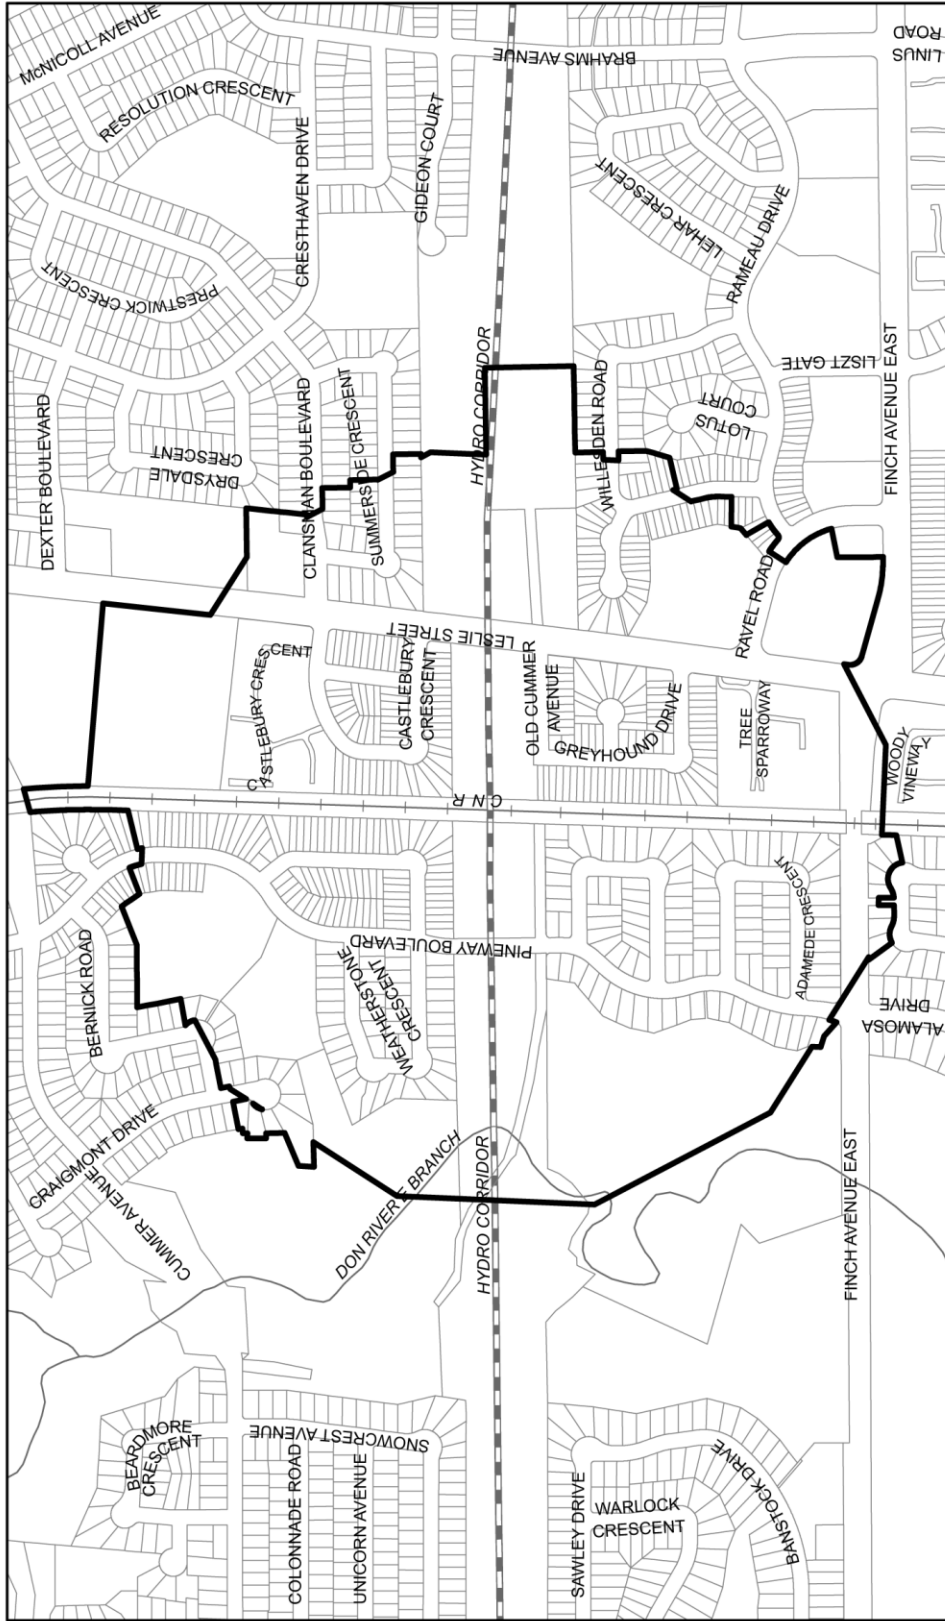 McNICOLL AVENUE
RESOLUTION CRESCENT
CRESTHAVEN DRIVE
GIDEON COURT
BRAHMS AVENUE
LINUS
ROAD
LEHAR CRESCENT
RAMEAU DRIVE
PRESTWICK CRESCENT
HYDRO CORRIDOR
LISZT GATE
FINCH AVENUE EAST
DEXTER BOULEVARD
DRYSDALE
CRESCENT
CLANSMAN BOULEVARD
SUMMERSIDE CRESCENT
WILLESDEN ROAD
LOTUS
COURT
LESLIE STREET
RAVEL ROAD
CASTLEBURY CRESCENT
CASTLEBURY
CRESCENT
OLD CUMMER
AVENUE
GREYHOUND DRIVE
TREE
SPARROWAY
WOODY
VINEWAY
C N R
BERNICK ROAD
PINEWAY BOULEVARD
WEATHERSTONE
CRESCENT
ADAMEDE CRESCENT
ALAMOSA
DRIVE
CRAIGMONT DRIVE
CUMMER AVENUE
DON RIVER E BRANCH
HYDRO CORRIDOR
FINCH AVENUE EAST
BEARDMORE
CRESCENT
SNOWCREST AVENUE
COLONNADE ROAD
UNICORN AVENUE
SAWLEY DRIVE
WARLOCK
CRESCENT
BANSTOCK DRIVE